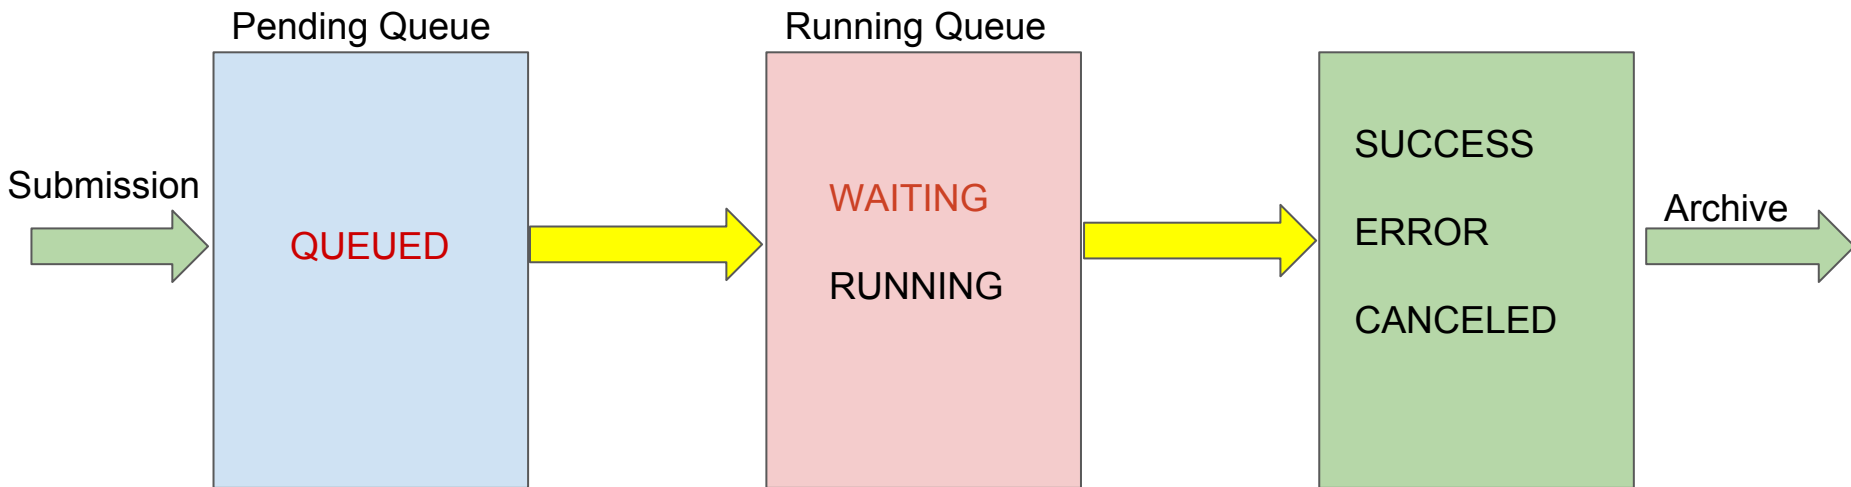 Pending Queue
Running Queue
Submission
QUEUED
WAITING
RUNNING
SUCCESS
ERROR
CANCELED
Archive